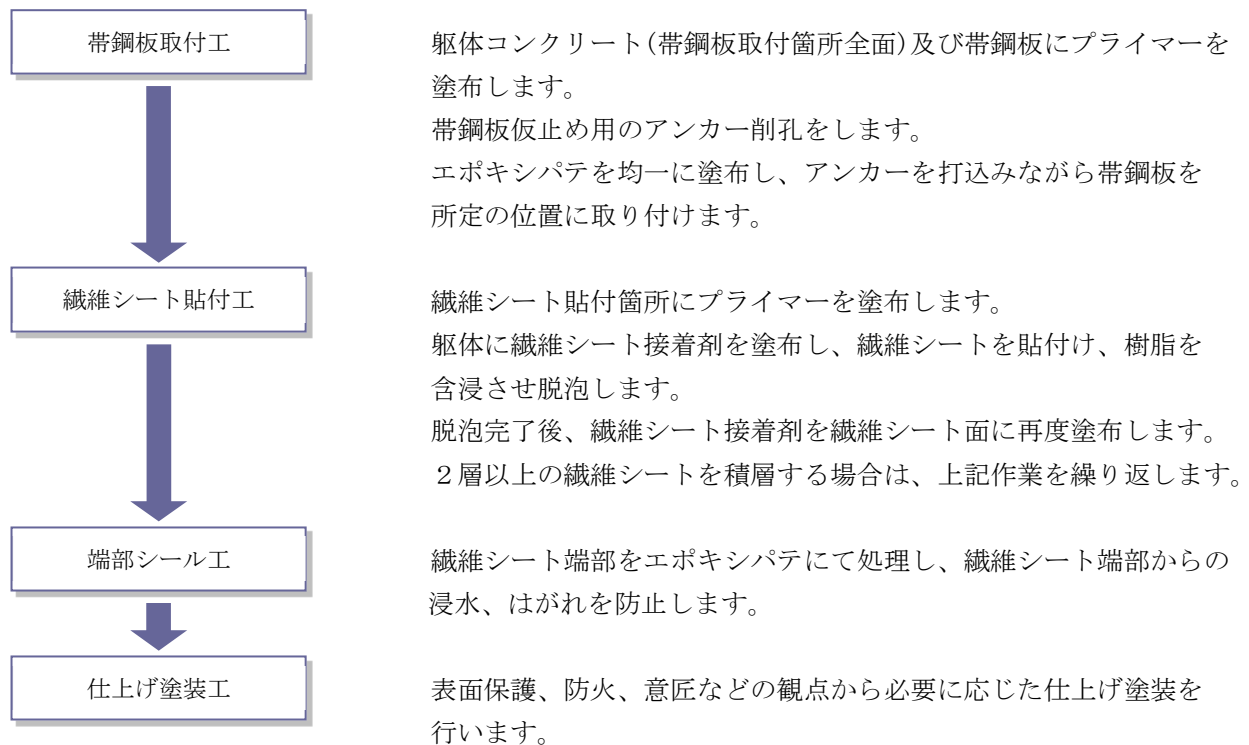 帯鋼板取付工
躯体コンクリート(帯鋼板取付箇所全面)及び帯鋼板にプライマーを
塗布します。
帯鋼板仮止め用のアンカー削孔をします。
エポキシパテを均一に塗布し、アンカーを打込みながら帯鋼板を
所定の位置に取り付けます。
繊維シート貼付工
繊維シート貼付箇所にプライマーを塗布します。
躯体に繊維シート接着剤を塗布し、繊維シートを貼付け、樹脂を
含浸させ脱泡します。
脱泡完了後、繊維シート接着剤を繊維シート面に再度塗布します。
２層以上の繊維シートを積層する場合は、上記作業を繰り返します。
端部シール工
繊維シート端部をエポキシパテにて処理し、繊維シート端部からの
浸水、はがれを防止します。
仕上げ塗装工
表面保護、防火、意匠などの観点から必要に応じた仕上げ塗装を
行います。